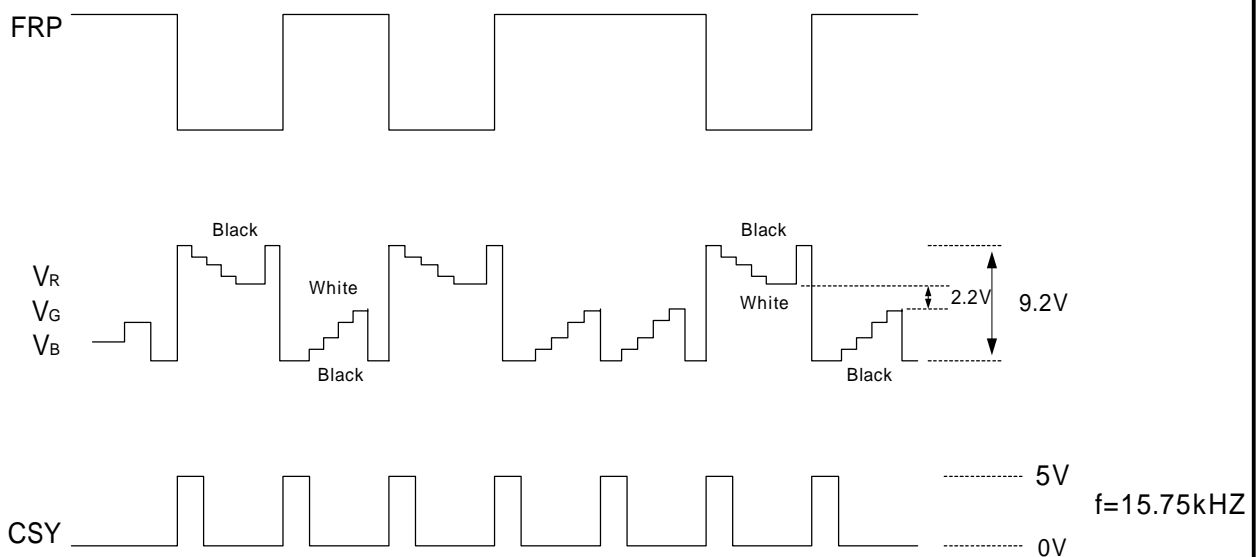 FRP
Black
Black
VR
White
2.2V
9.2V
VG
White
VB
Black
Black
5V
f=15.75kHZ
CSY
0V